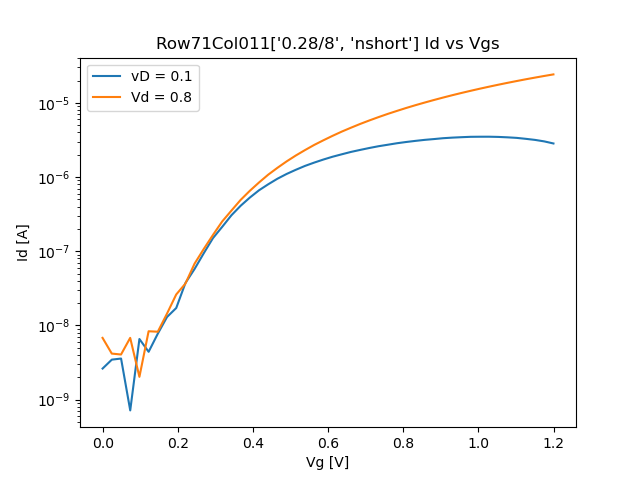 Row71Col011['0.28/8', 'nshort'] Id vs Vgs
vD = 0.1
Vd = 0.8
Id [A]
10^-5
10^-6
10^-7
10^-8
10^-9
0.0 0.2 0.4 0.6 0.8 1.0 1.2
Vg [V]